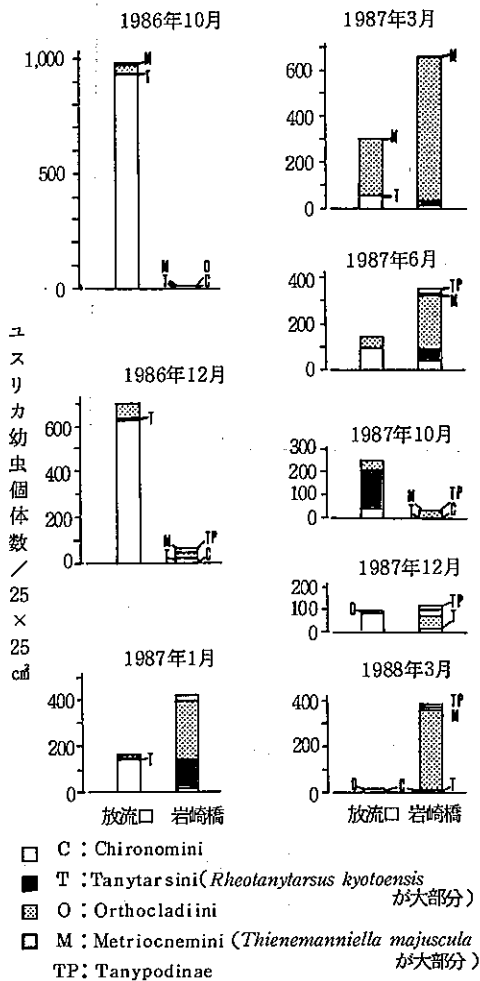 ユスリカ幼虫個体数/25×25c㎡
1986年10月
1,000
500
0
M
T
M O
T C
1986年12月
600
400
200
0
T
M TP
T C
1987年1月
400
200
0
T
放流口 岩崎橋
1987年3月
600
400
200
0
M
T
M
1987年6月
400
200
0
TP
M
1987年10月
300
200
100
0
M TP
T C
1987年12月
200
100
0
O
TP
T
1988年3月
400
200
0
TP
M
T
放流口 岩崎橋
C:Chironomini
T:Tanytarsini(Rheotanytarsus kyotoensis
が大部分)
O:Orthocladiini
M:Metriocnemini(Thienemanniella majuscula
が大部分)
TP:Tanypodinae